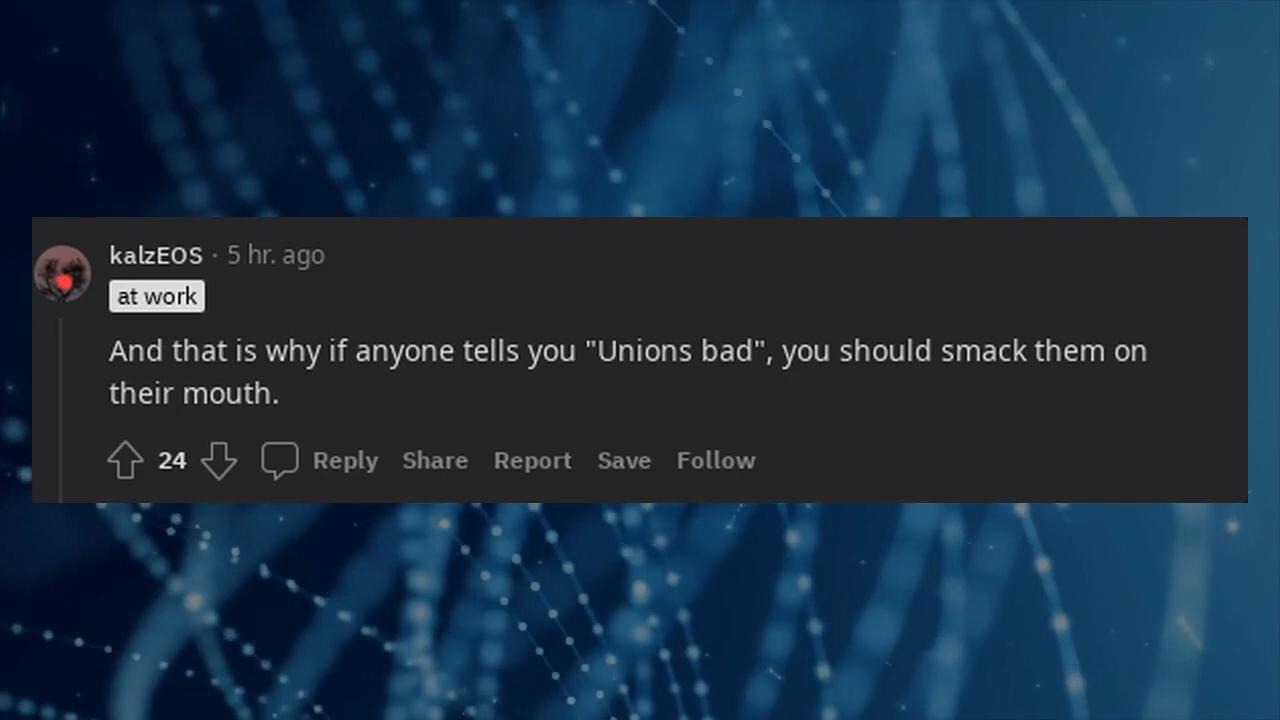 kalzEOS · 5 hr. ago
at work
And that is why if anyone tells you "Unions bad", you should smack them on
their mouth.
24 Reply Share Report Save Follow